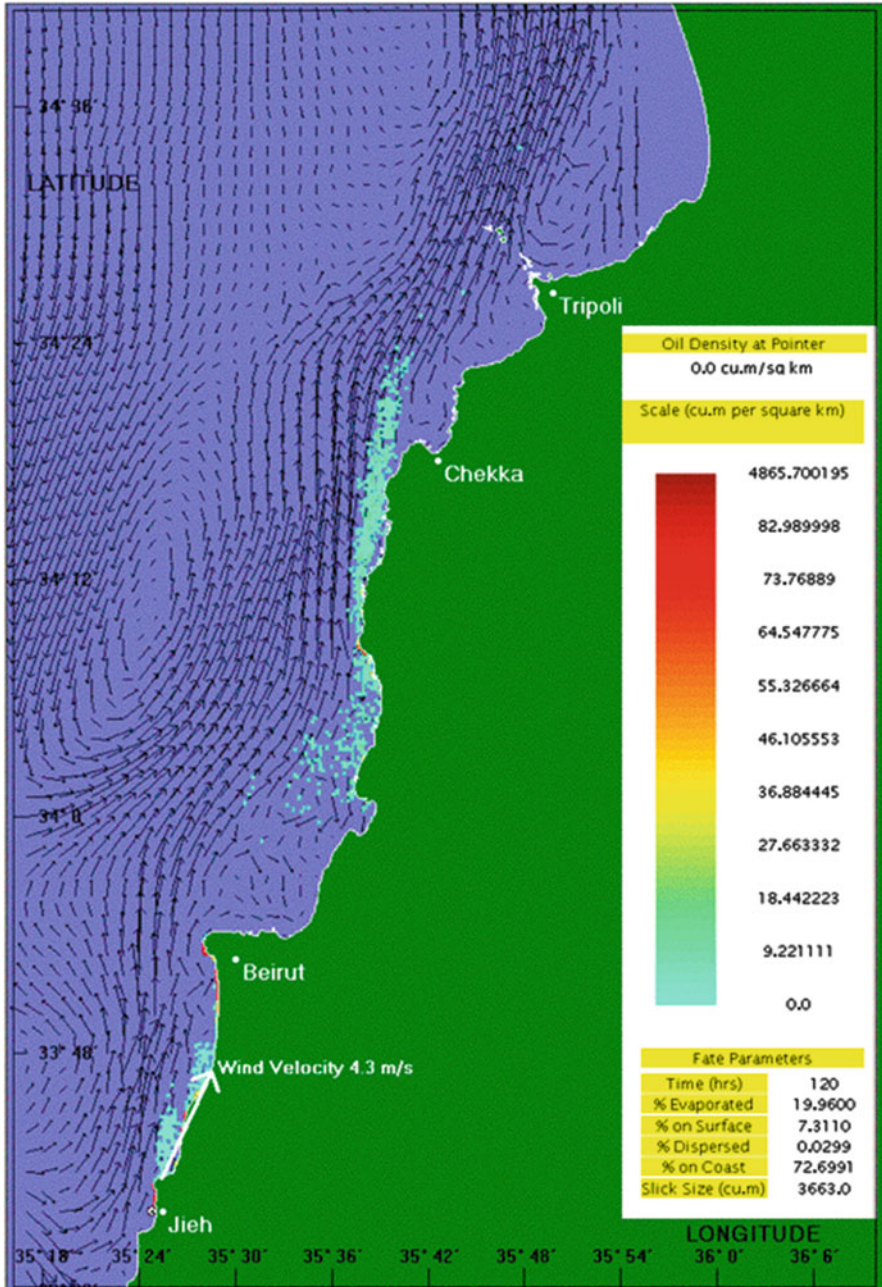 34° 36′
LATITUDE
Tripoli
34° 24′
Chekka
34° 12′
34° 0′
Beirut
33° 48′
Wind Velocity 4.3 m/s
Jieh
LONGITUDE
35° 18′ 35° 24′ 35° 30′ 35° 36′ 35° 42′ 35° 48′ 35° 54′ 36° 0′ 36° 6′
Oil Density at Pointer
0.0 cu.m/sq km
Scale (cu.m per square km)
4865.700195
82.989998
73.76889
64.547775
55.326664
46.105553
36.884445
27.663332
18.442223
9.221111
0.0
Fate Parameters
Time (hrs) 120
% Evaporated 19.9600
% on Surface 7.3110
% Dispersed 0.0299
% on Coast 72.6991
Slick Size (cu.m) 3663.0